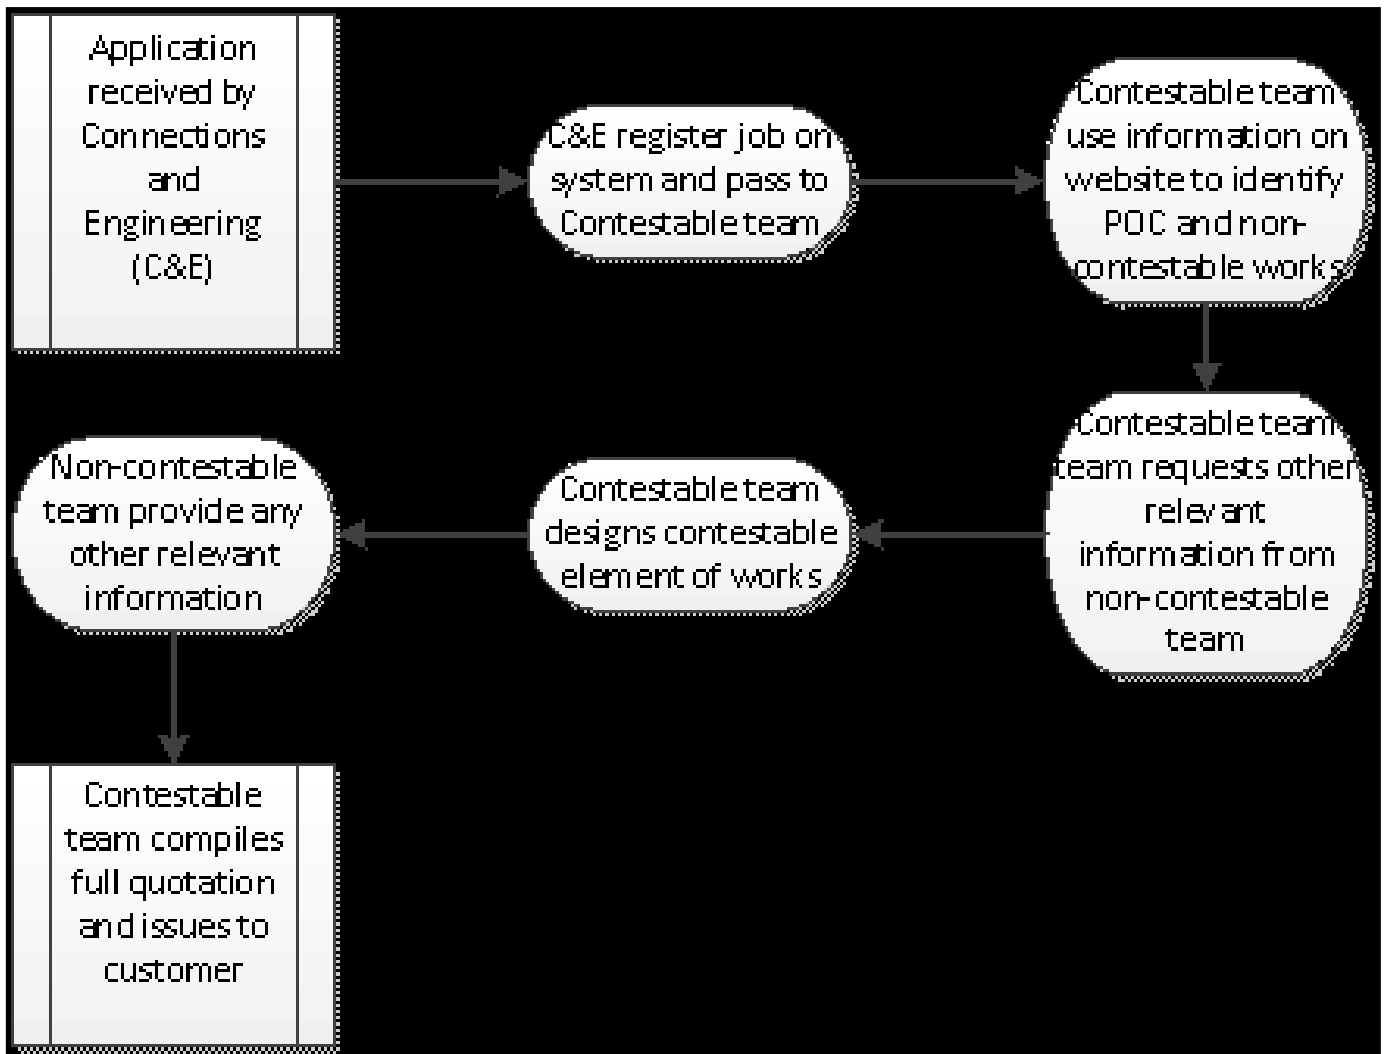 Application
received by
Connections
and
Engineering
(C&E)
C&E register job on
system and pass to
Contestable team
Contestable team
use information on
website to identify
POC and non-
contestable works
Contestable team
team requests other
relevant
information from
non-contestable
team
Contestable team
designs contestable
element of works
Non-contestable
team provide any
other relevant
information
Contestable
team compiles
full quotation
and issues to
customer